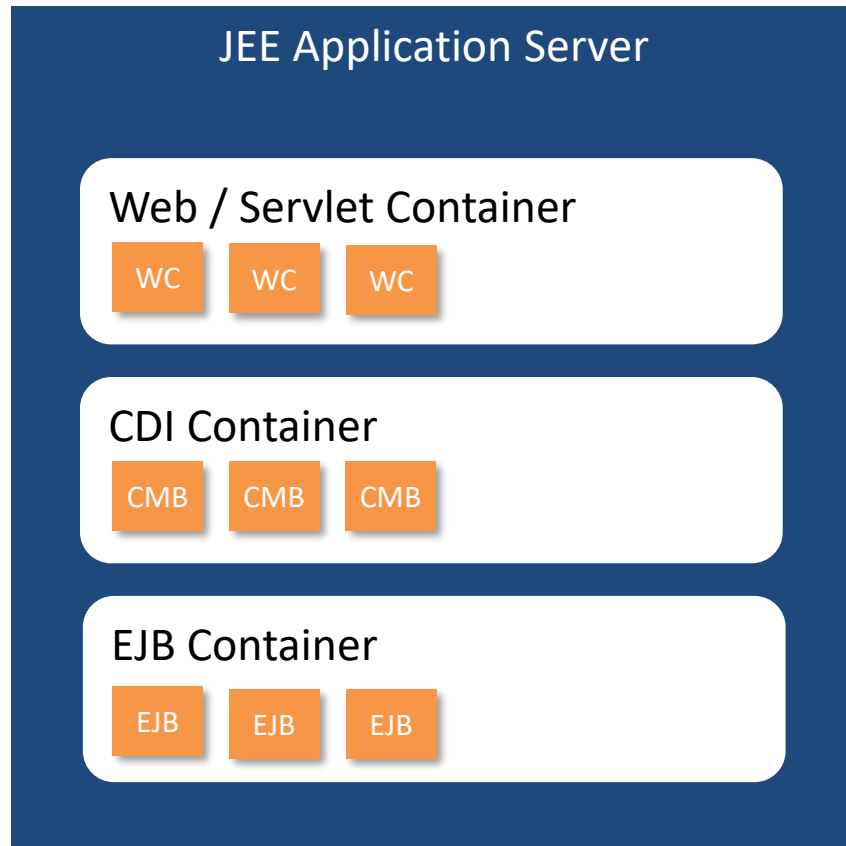 JEE Application Server
Web / Servlet Container
WC WC WC
CDI Container
CMB CMB CMB
EJB Container
EJB EJB EJB